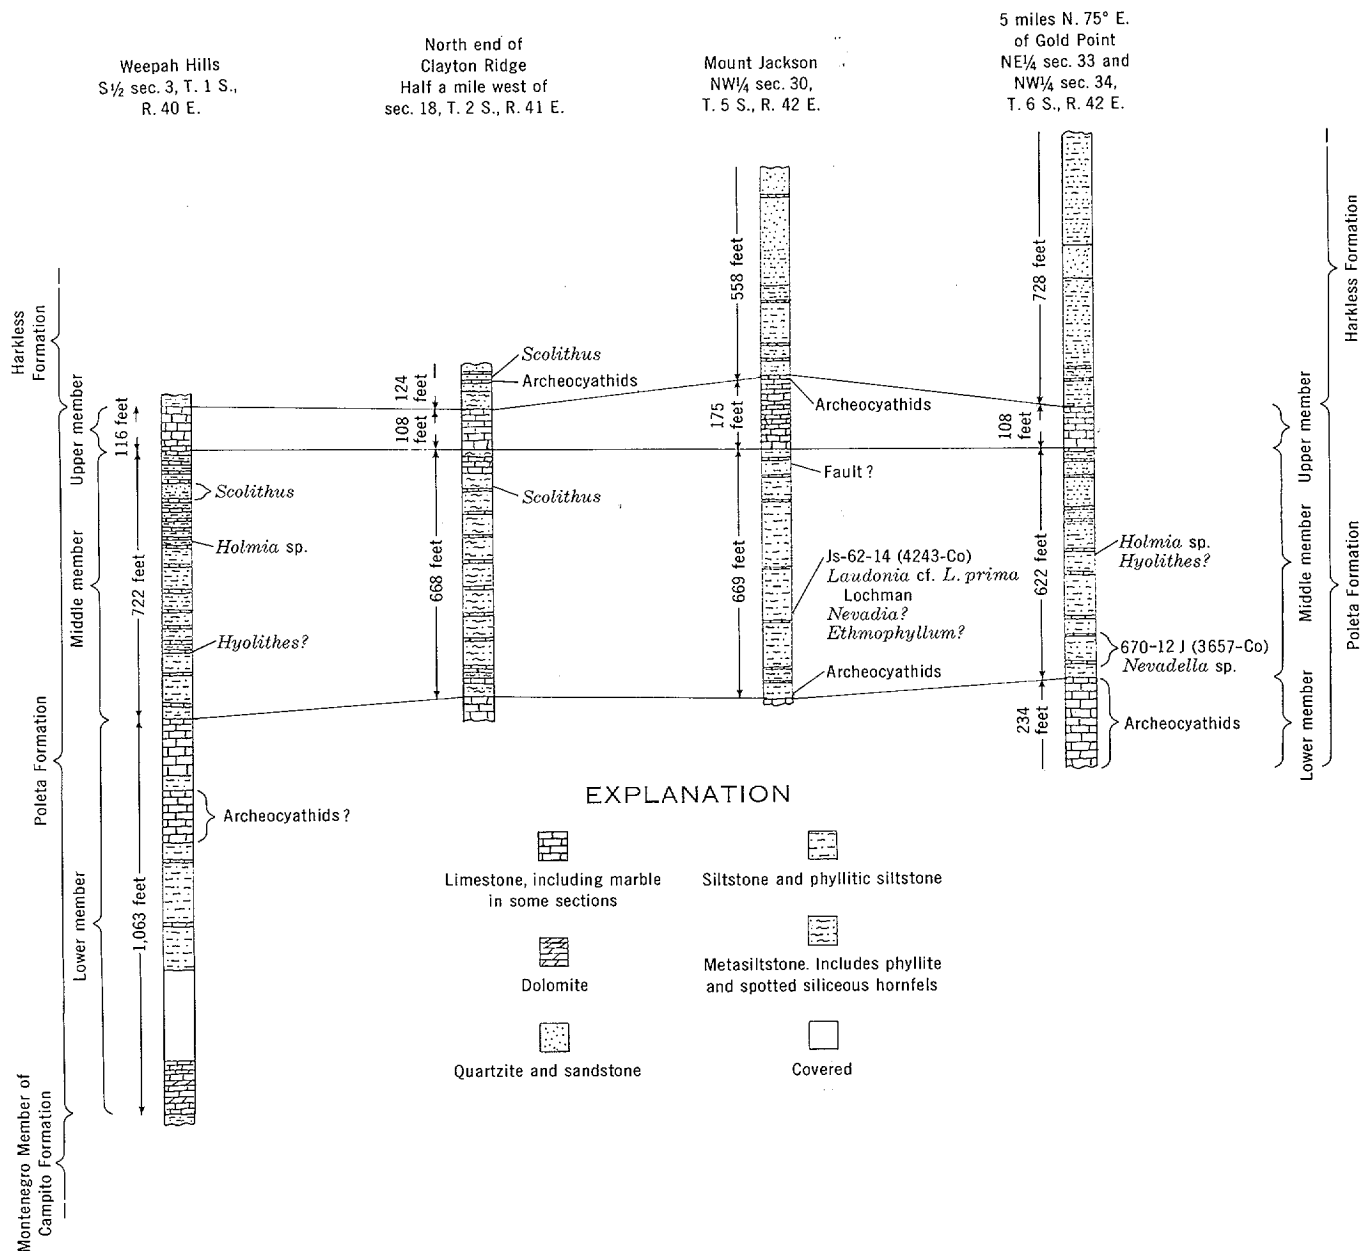 Weepah Hills
S½ sec. 3, T. 1 S.,
R. 40 E.
North end of
Clayton Ridge
Half a mile west of
sec. 18, T. 2 S., R. 41 E.
Mount Jackson
NW¼ sec. 30,
T. 5 S., R. 42 E.
5 miles N. 75° E.
of Gold Point
NE¼ sec. 33 and
NW¼ sec. 34,
T. 6 S., R. 42 E.
Harkless
Formation
Poleta Formation
Montenegro Member of
Campito Formation
Upper member
Middle member
Lower member
116 feet
722 feet
1,063 feet
Scolithus
Holmia sp.
Hyolithes?
Archeocyathids?
124
feet
108
feet
668 feet
Scolithus
Archeocyathids
Scolithus
558 feet
175
feet
669 feet
Archeocyathids
Fault?
Js-62-14 (4243-Co)
Laudonia cf. L. prima
Lochman
Nevadia?
Ethmophyllum?
Archeocyathids
728 feet
108
feet
622 feet
234
feet
Holmia sp.
Hyolithes?
670-12 J (3657-Co)
Nevadella sp.
Archeocyathids
Upper member
Middle member
Lower member
Harkless Formation
Poleta Formation
EXPLANATION
Limestone, including marble
in some sections
Dolomite
Quartzite and sandstone
Siltstone and phyllitic siltstone
Metasiltstone. Includes phyllite
and spotted siliceous hornfels
Covered